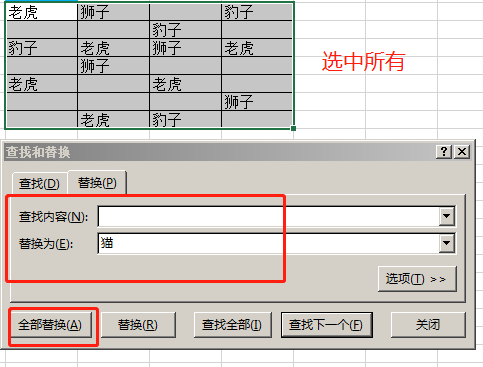 老虎 狮子 豹子
豹子
豹子 老虎 狮子 老虎
狮子
老虎 老虎
狮子
老虎 豹子
选中所有
查找和替换
查找(D) 替换(P)
查找内容(N):
替换为(E): 猫
选项(T) >>
全部替换(A) 替换(R) 查找全部(I) 查找下一个(F) 关闭